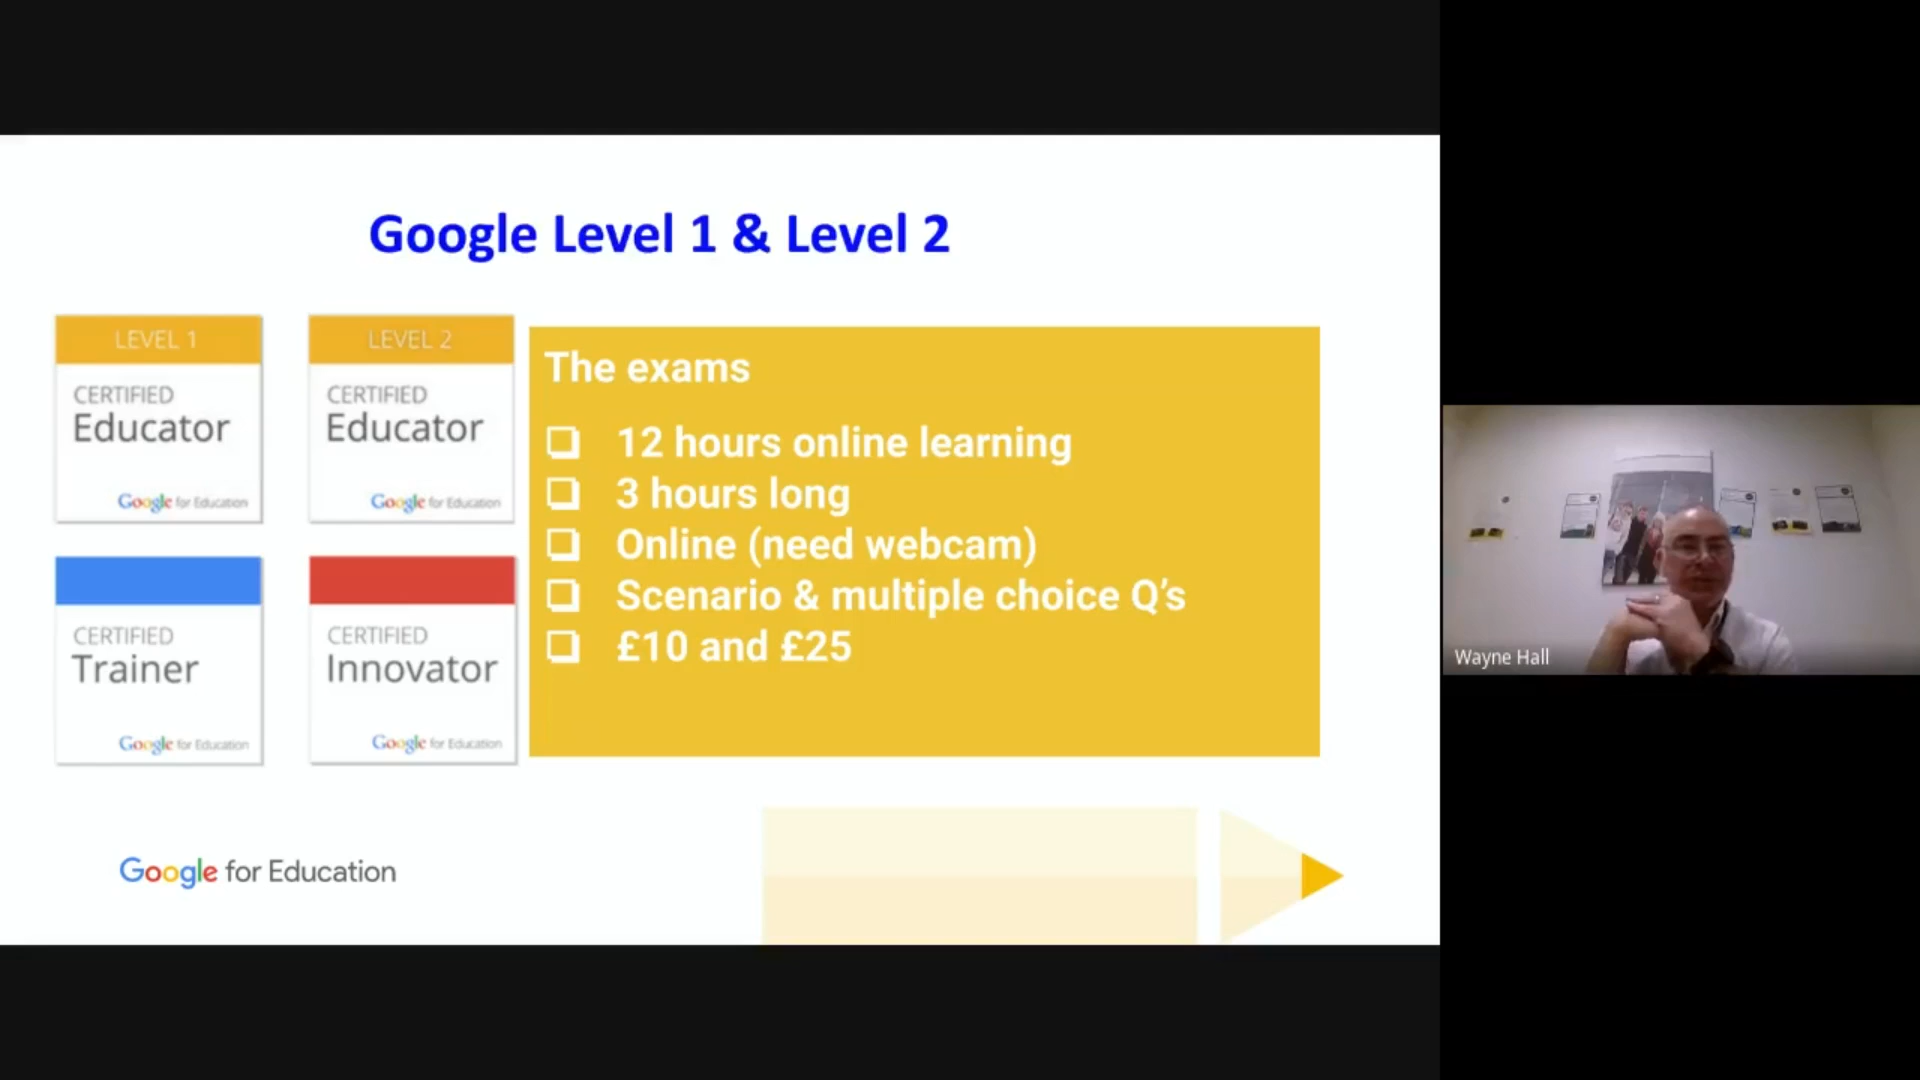 Google Level 1 & Level 2
LEVEL 1
CERTIFIED
Educator
Google for Education
LEVEL 2
CERTIFIED
Educator
Google for Education
CERTIFIED
Trainer
Google for Education
CERTIFIED
Innovator
Google for Education
The exams
❑ 12 hours online learning
❑ 3 hours long
❑ Online (need webcam)
❑ Scenario & multiple choice Q’s
❑ £10 and £25
Google for Education
Wayne Hall